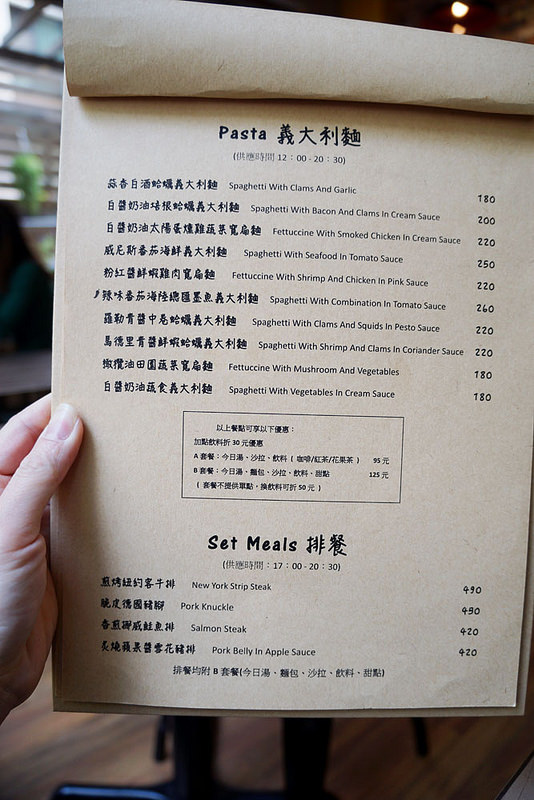 Pasta 義大利麵
(供應時間 12：00 - 20：30)
蒜香白酒蛤蠣義大利麵 Spaghetti With Clams And Garlic 180
白醬奶油培根蛤蠣義大利麵 Spaghetti With Bacon And Clams In Cream Sauce 200
白醬奶油太陽蛋燻雞蔬菜寬扁麵 Fettuccine With Smoked Chicken In Cream Sauce 220
威尼斯番茄海鮮義大利麵 Spaghetti With Seafood In Tomato Sauce 250
粉紅醬鮮蝦雞肉寬扁麵 Fettuccine With Shrimp And Chicken In Pink Sauce 220
辣味番茄海陸總匯墨魚義大利麵 Spaghetti With Combination In Tomato Sauce 260
羅勒青醬中卷蛤蠣義大利麵 Spaghetti With Clams And Squids In Pesto Sauce 220
馬德里青醬鮮蝦蛤蠣義大利麵 Spaghetti With Shrimp And Clams In Coriander Sauce 220
橄欖油田園蔬菜寬扁麵 Fettuccine With Mushroom And Vegetables 180
白醬奶油蔬食義大利麵 Spaghetti With Vegetables In Cream Sauce 180
以上餐點可享以下優惠：
加點飲料折 30 元優惠
A 套餐：今日湯、沙拉、飲料 ( 咖啡/紅茶/花果茶 ) 95 元
B 套餐：今日湯、麵包、沙拉、飲料、甜點 125 元
( 套餐不提供單點，換飲料可折 50 元 )
Set Meals 排餐
(供應時間：17：00 - 20：30)
煎烤紐約客牛排 New York Strip Steak 490
脆皮德國豬腳 Pork Knuckle 450
香煎挪威鮭魚排 Salmon Steak 420
炙燒蘋果醬雪花豬排 Pork Belly In Apple Sauce 420
排餐均附 B 套餐(今日湯、麵包、沙拉、飲料、甜點)